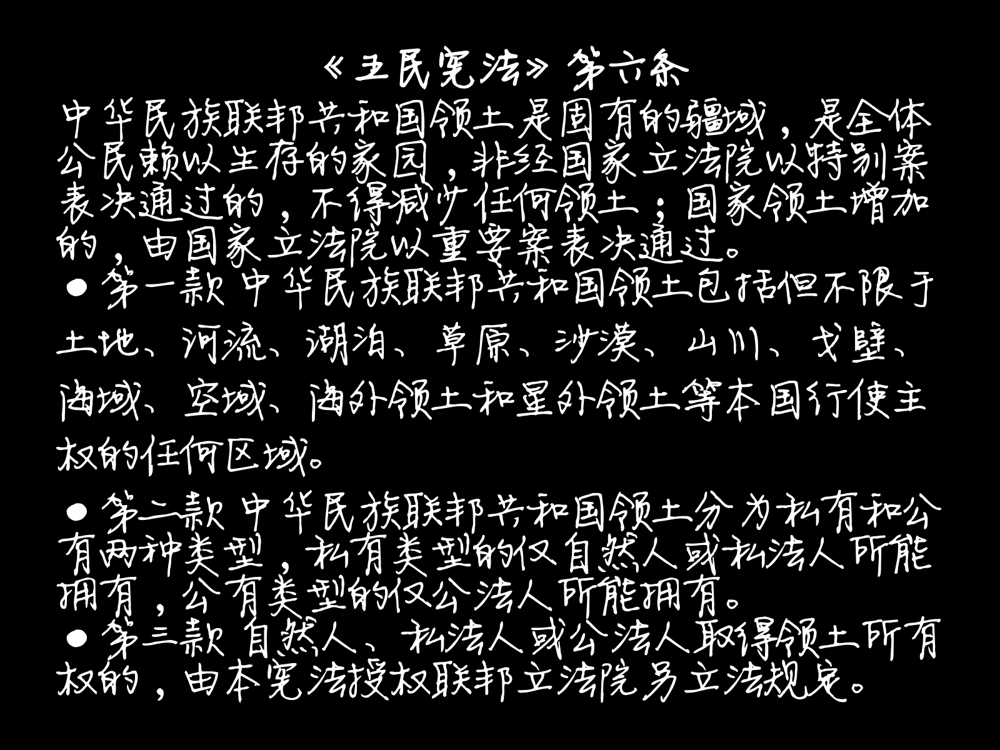 《王民宪法》第六条
中华民族联邦共和国领土是固有的疆域，是全体
公民赖以生存的家园，非经国家立法院以特别案
表决通过的，不得减少任何领土；国家领土增加
的，由国家立法院以重要案表决通过。
● 第一款 中华民族联邦共和国领土包括但不限于
土地、河流、湖泊、草原、沙漠、山川、戈壁、
海域、空域、海外领土和星外领土等本国行使主
权的任何区域。
● 第二款 中华民族联邦共和国领土分为私有和公
有两种类型，私有类型的仅自然人或私法人所能
拥有，公有类型的仅公法人所能拥有。
● 第三款 自然人、私法人或公法人取得领土所有
权的，由本宪法授权联邦立法院另立法规定。